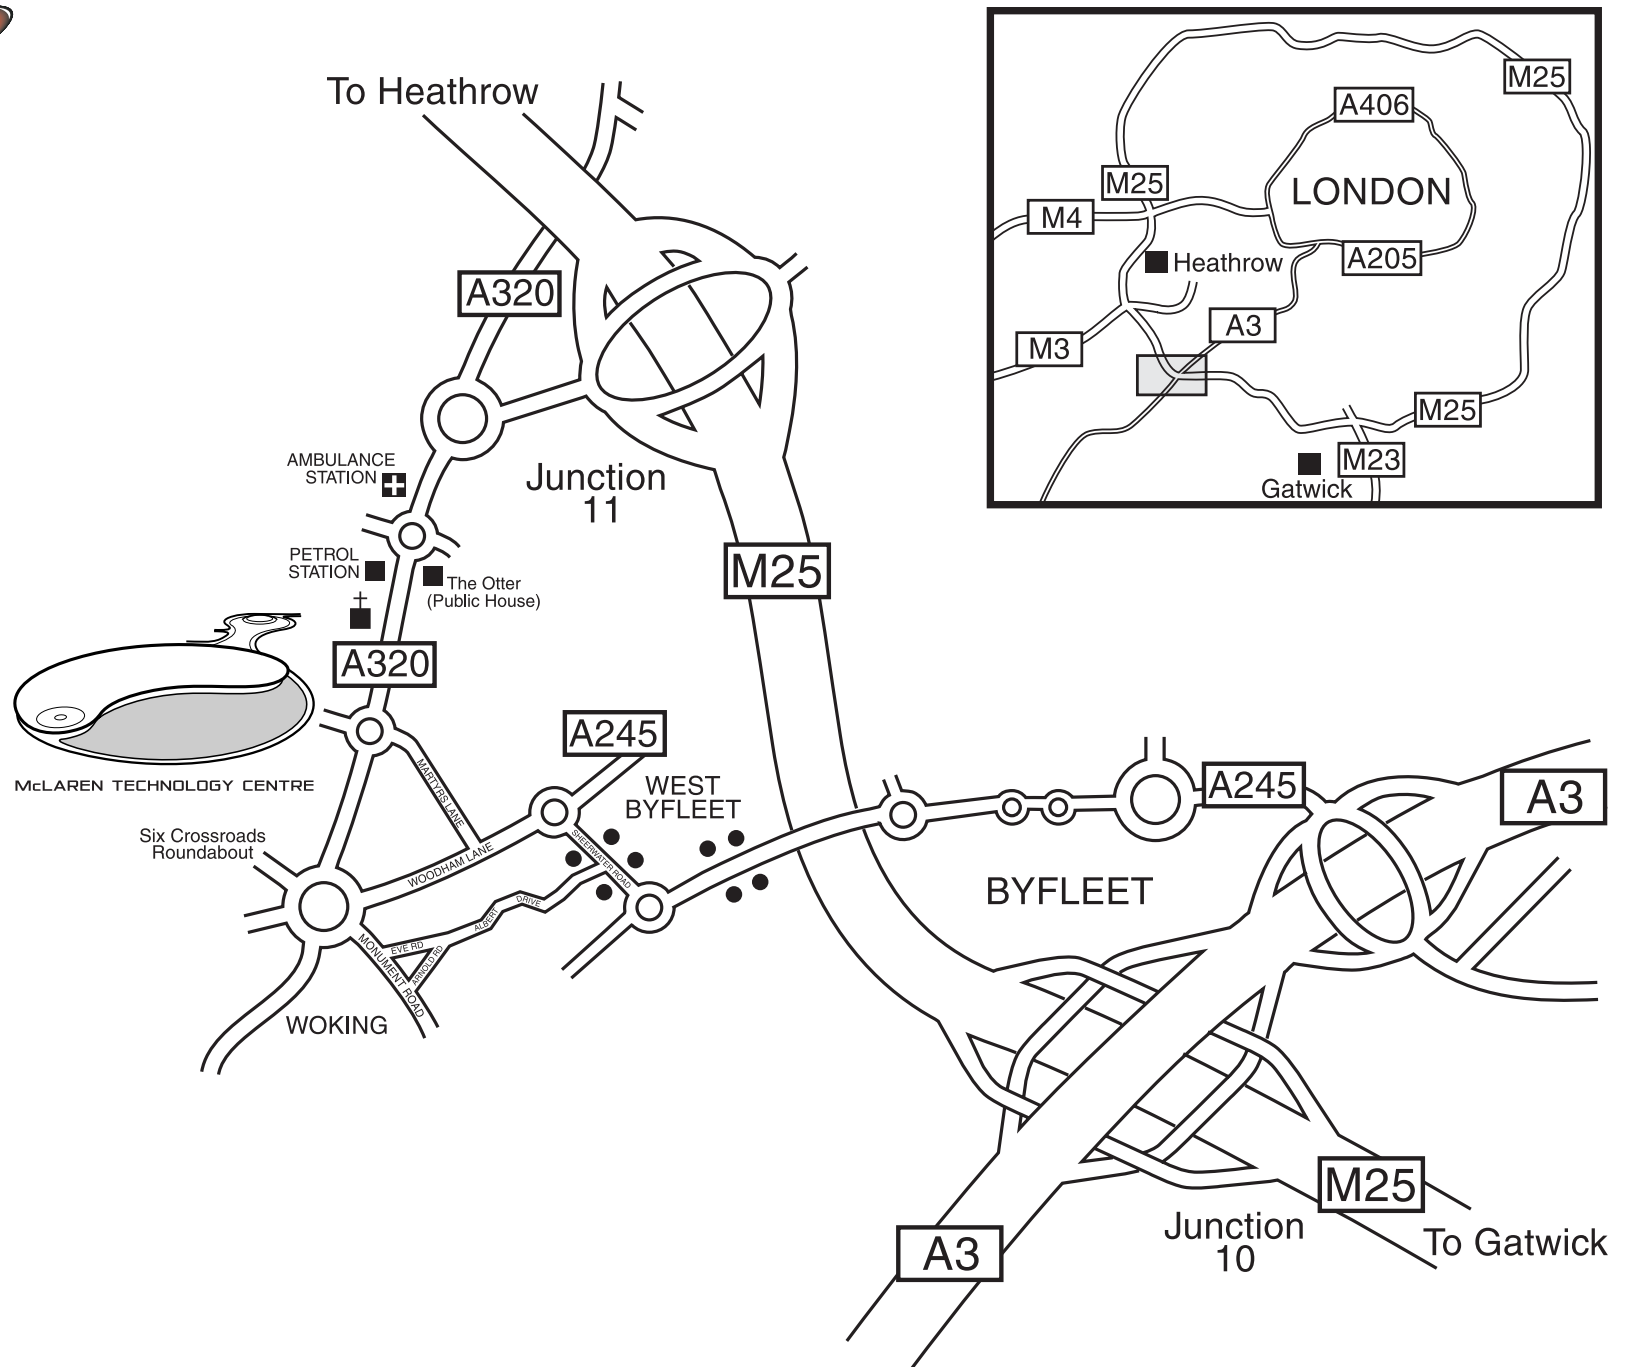 To Heathrow
A320
AMBULANCE
STATION
Junction
11
PETROL
STATION
The Otter
(Public House)
A320
M25
McLAREN TECHNOLOGY CENTRE
A245
WEST
BYFLEET
MARTYRS LANE
Six Crossroads
Roundabout
WOODHAM LANE
SHEERWATER ROAD
ALBERT
DRIVE
EVE RD
ARNOLD RD
MONUMENT ROAD
WOKING
A245
A3
BYFLEET
M25
To Gatwick
Junction
10
A3
M25
A406
LONDON
M25
M4
A205
Heathrow
A3
M3
M25
M23
Gatwick